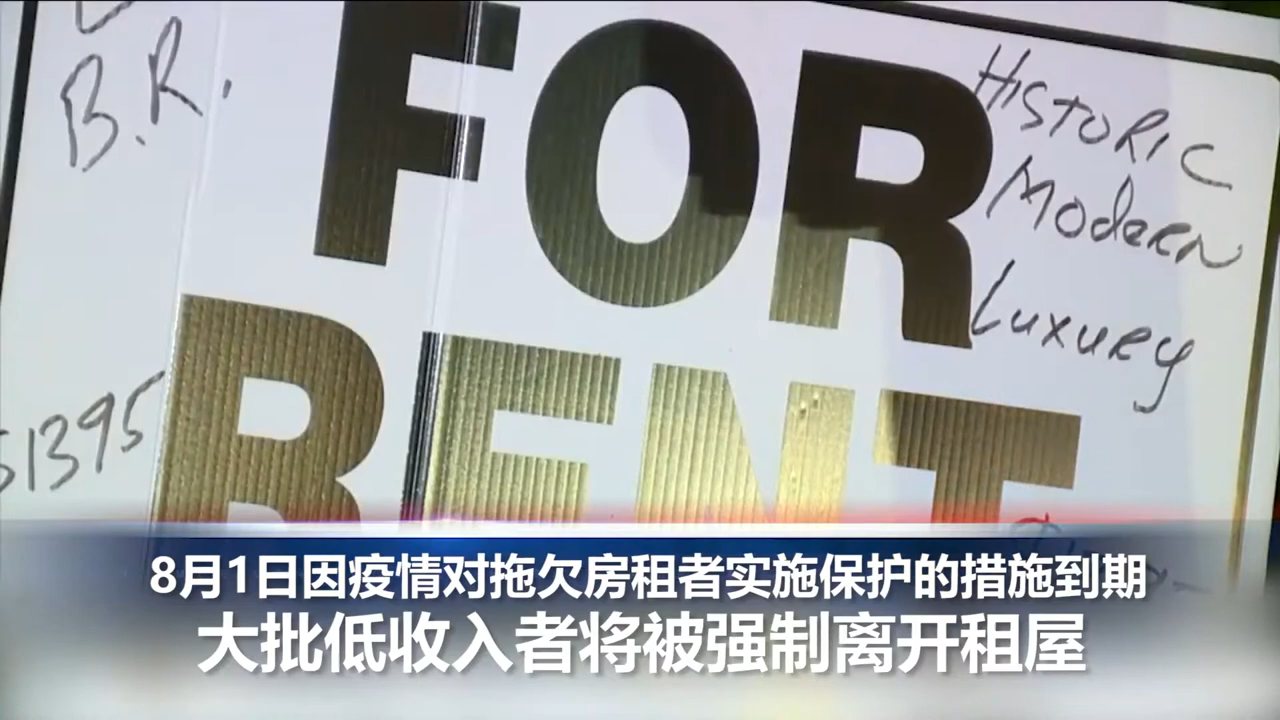 B.R.
FOR
RENT
HISTORIC
Modern
Luxury
1395
8月1日因疫情对拖欠房租者实施保护的措施到期
大批低收入者将被强制离开租屋